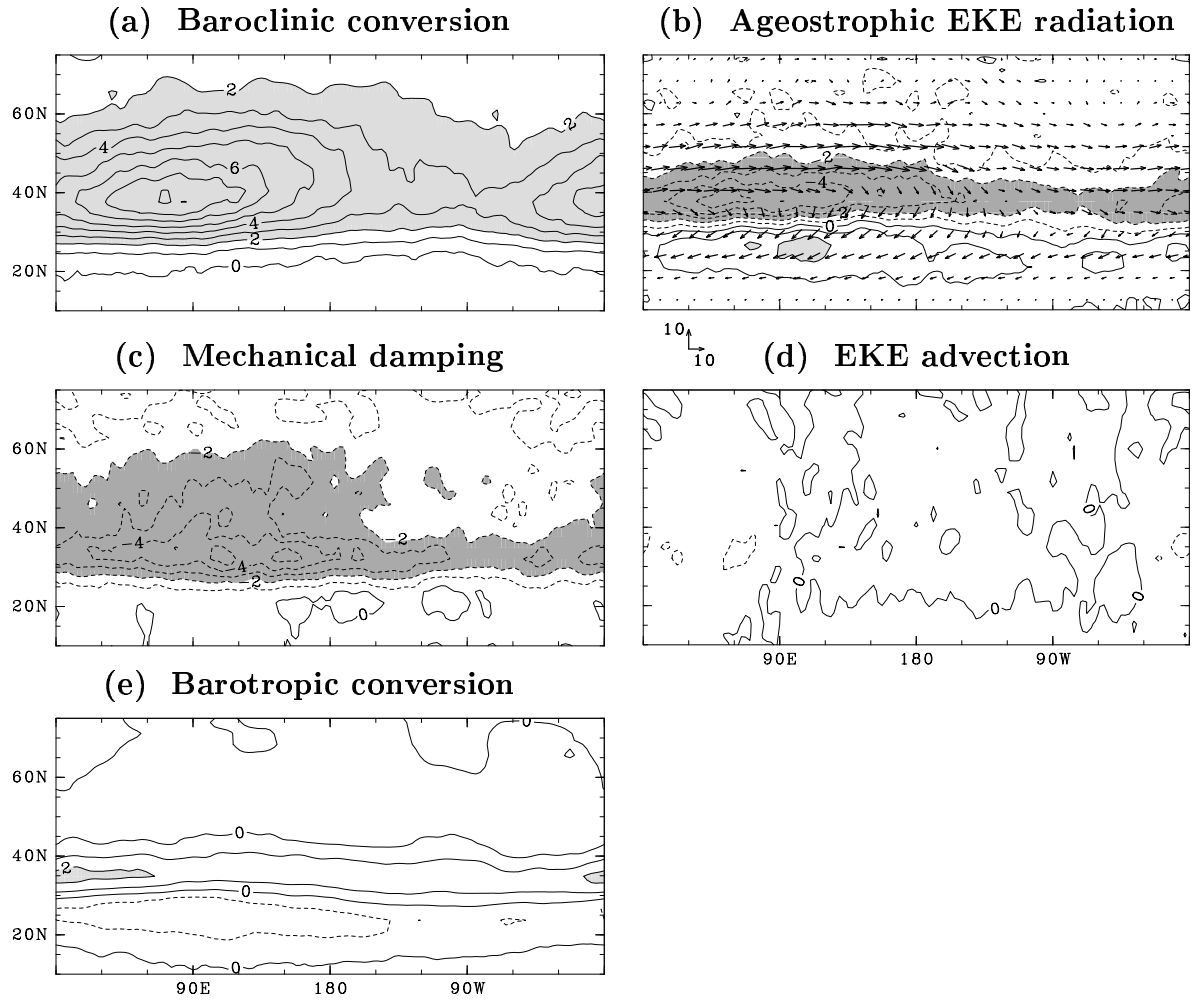 (a) Baroclinic conversion
(b) Ageostrophic EKE radiation
60N
40N
20N
2
4
6
4
2
0
2
2
4
2
0
10
10
(c) Mechanical damping
(d) EKE advection
60N
40N
20N
2
4
4
2
2
0
0
0
0
0
90E 180 90W
(e) Barotropic conversion
60N
40N
20N
0
0
2
0
0
90E 180 90W